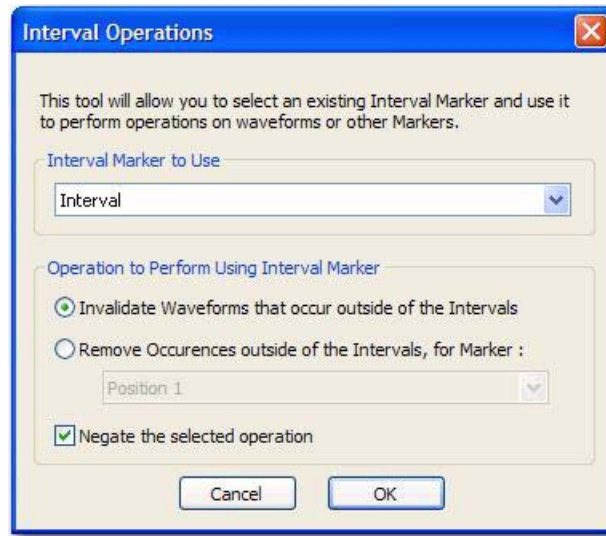 Interval Operations
This tool will allow you to select an existing Interval Marker and use it
to perform operations on waveforms or other Markers.
Interval Marker to Use
Interval
Operation to Perform Using Interval Marker
Invalidate Waveforms that occur outside of the Intervals
Remove Occurences outside of the Intervals, for Marker :
Position 1
Negate the selected operation
Cancel OK